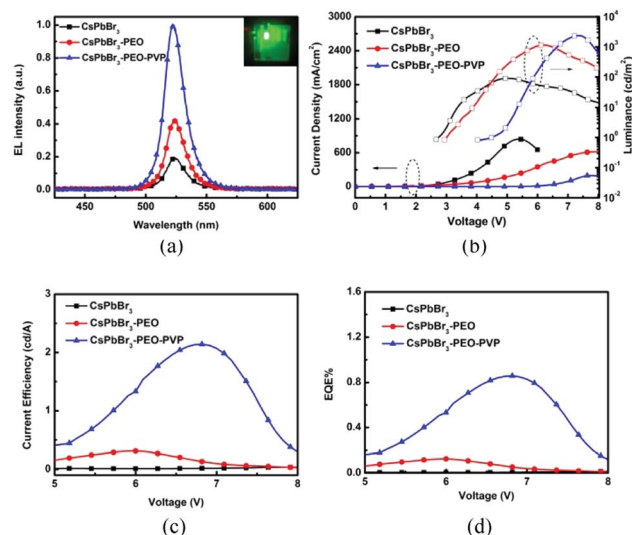 CsPbBr3
CsPbBr3-PEO
CsPbBr3-PEO-PVP
EL intensity (a.u.)
1.0
0.8
0.6
0.4
0.2
0.0
450 500 550 600
Wavelength (nm)
(a)
CsPbBr3
CsPbBr3-PEO
CsPbBr3-PEO-PVP
Current Density (mA/cm2)
3000
2400
1800
1200
600
0
0 1 2 3 4 5 6 7 8
Voltage (V)
Luminance (cd/m2)
10^4
10^3
10^2
10^1
10^0
10^-1
10^-2
(b)
CsPbBr3
CsPbBr3-PEO
CsPbBr3-PEO-PVP
Current Efficiency (cd/A)
3
2
1
0
5 6 7 8
Voltage (V)
(c)
CsPbBr3
CsPbBr3-PEO
CsPbBr3-PEO-PVP
EQE%
1.6
1.2
0.8
0.4
0.0
5 6 7 8
Voltage (V)
(d)